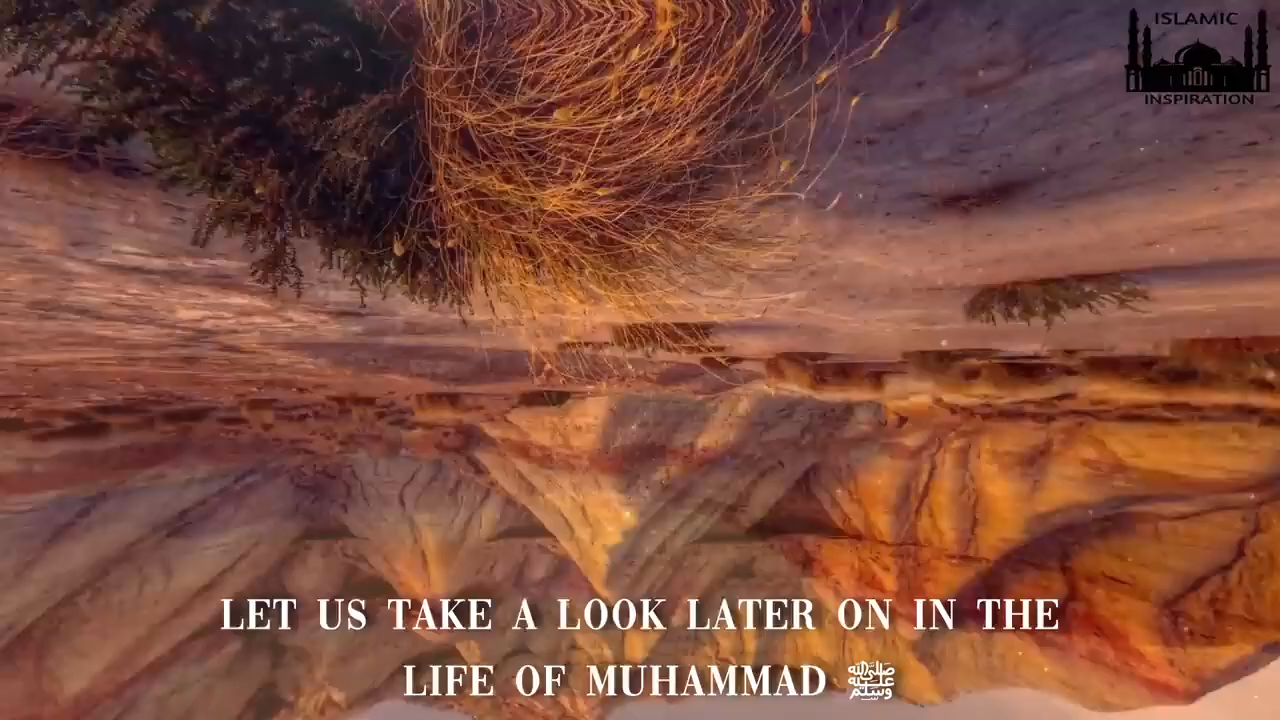 ISLAMIC
INSPIRATION
LET US TAKE A LOOK LATER ON IN THE
LIFE OF MUHAMMAD ﷺ